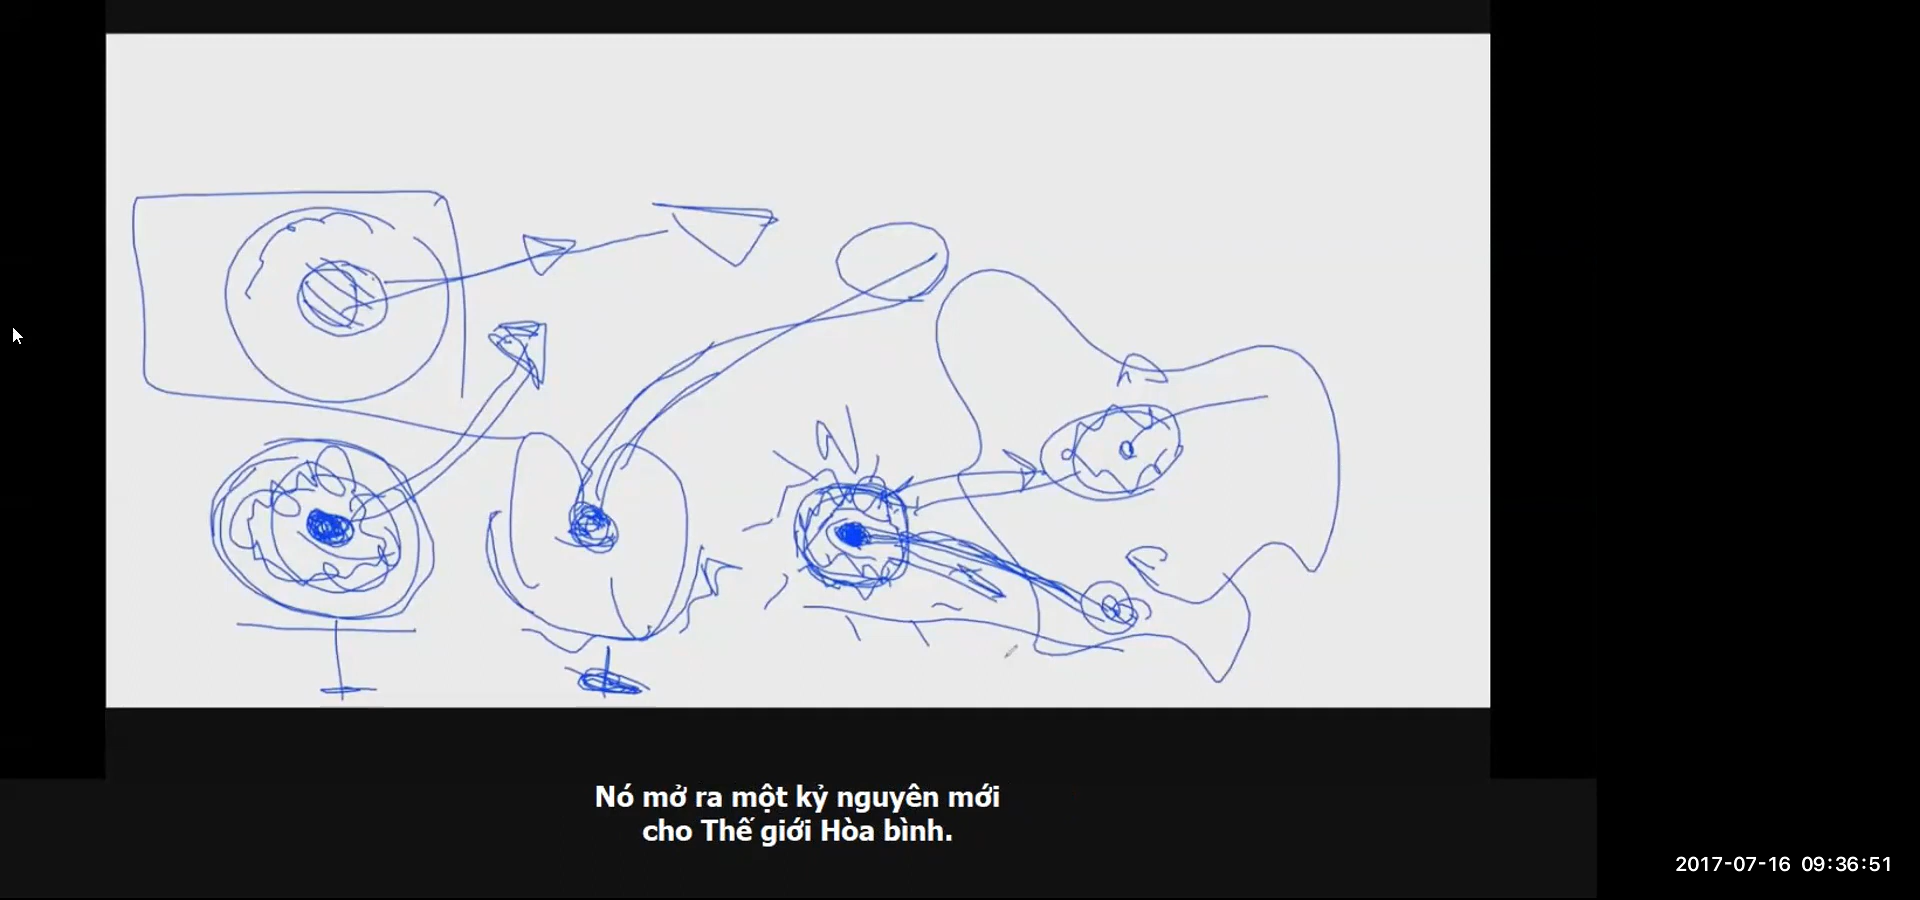 Nó mở ra một kỷ nguyên mới
cho Thế giới Hòa bình.
2017-07-16 09:36:51